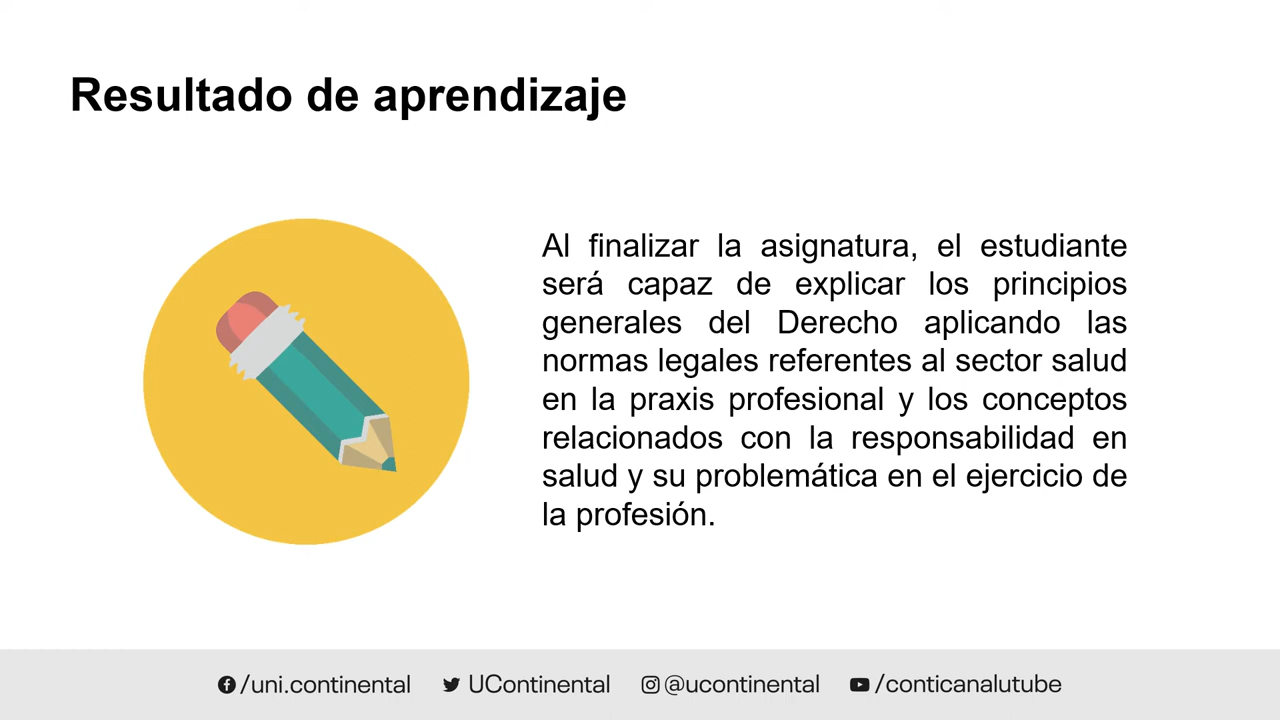 Resultado de aprendizaje
Al finalizar la asignatura, el estudiante
será capaz de explicar los principios
generales del Derecho aplicando las
normas legales referentes al sector salud
en la praxis profesional y los conceptos
relacionados con la responsabilidad en
salud y su problemática en el ejercicio de
la profesión.
/uni.continental UContinental @ucontinental /conticanalutube